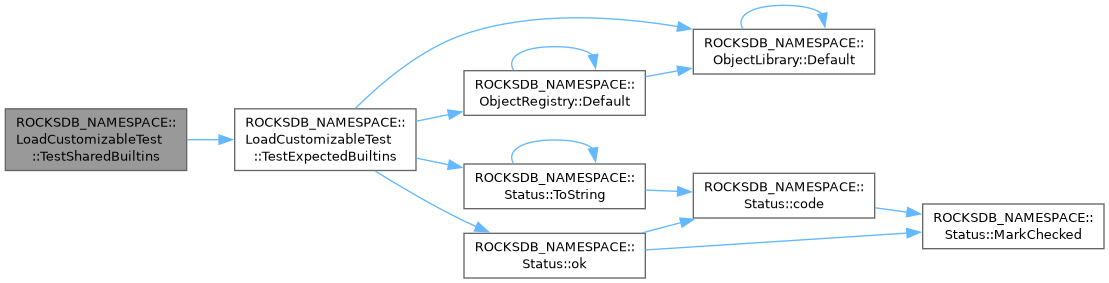 ROCKSDB_NAMESPACE::
LoadCustomizableTest
::TestSharedBuiltins
ROCKSDB_NAMESPACE::
LoadCustomizableTest
::TestExpectedBuiltins
ROCKSDB_NAMESPACE::
ObjectLibrary::Default
ROCKSDB_NAMESPACE::
ObjectRegistry::Default
ROCKSDB_NAMESPACE::
Status::ToString
ROCKSDB_NAMESPACE::
Status::code
ROCKSDB_NAMESPACE::
Status::MarkChecked
ROCKSDB_NAMESPACE::
Status::ok